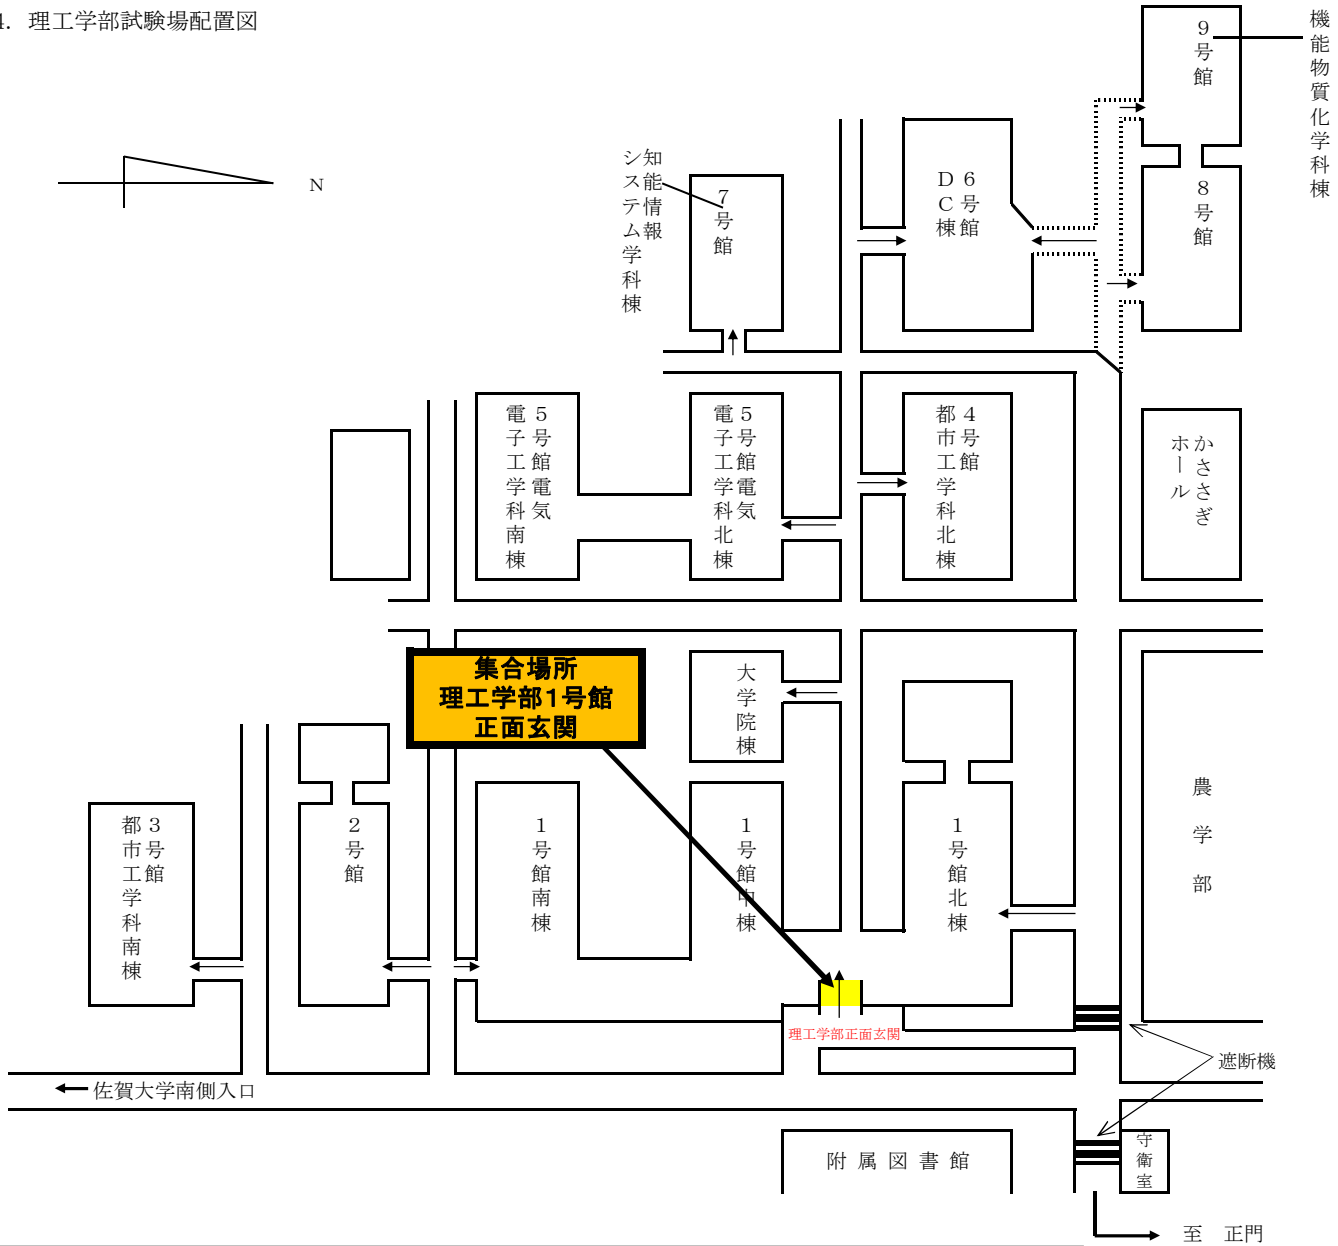 4. 理工学部試験場配置図
N
機能物質化学科棟
9号館
8号館
6号館
DC棟
知能情報
システム学科棟
7号館
5号館電気
電子工学科南棟
5号館電気
電子工学科北棟
4号館
都市工学科北棟
かささぎ
ホール
集合場所
理工学部1号館
正面玄関
大学院棟
農学部
3号館
都市工学科南棟
2号館
1号館南棟
1号館中棟
1号館北棟
理工学部正面玄関
遮断機
佐賀大学南側入口
附属図書館
守衛室
至 正門